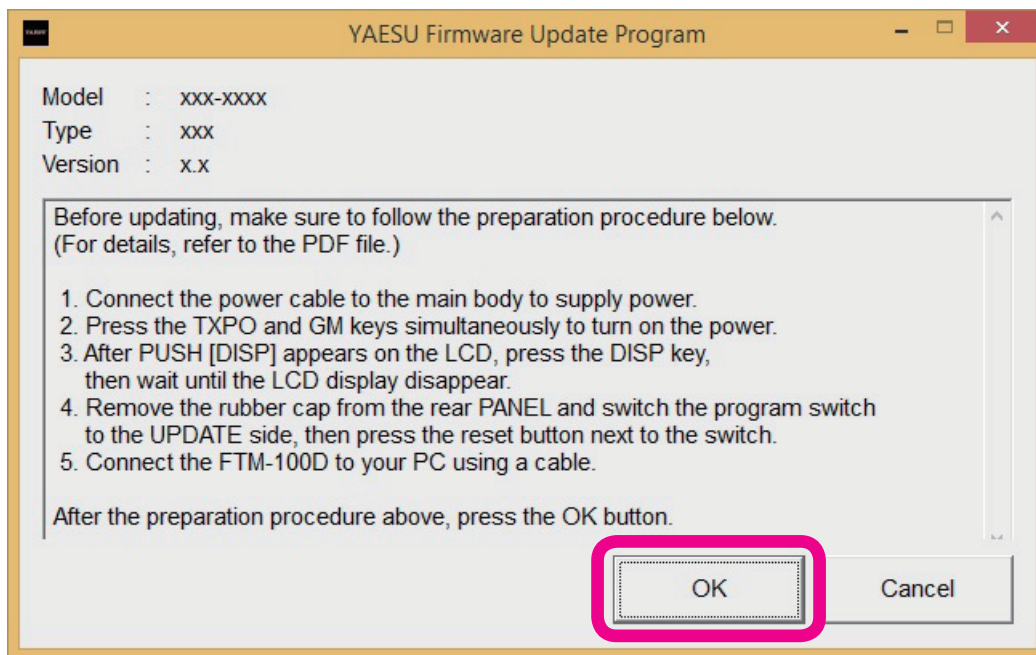 YAESU Firmware Update Program
Model : xxx-xxxx
Type : xxx
Version : x.x
Before updating, make sure to follow the preparation procedure below.
(For details, refer to the PDF file.)
1. Connect the power cable to the main body to supply power.
2. Press the TXPO and GM keys simultaneously to turn on the power.
3. After PUSH [DISP] appears on the LCD, press the DISP key,
then wait until the LCD display disappear.
4. Remove the rubber cap from the rear PANEL and switch the program switch
to the UPDATE side, then press the reset button next to the switch.
5. Connect the FTM-100D to your PC using a cable.
After the preparation procedure above, press the OK button.
OK Cancel